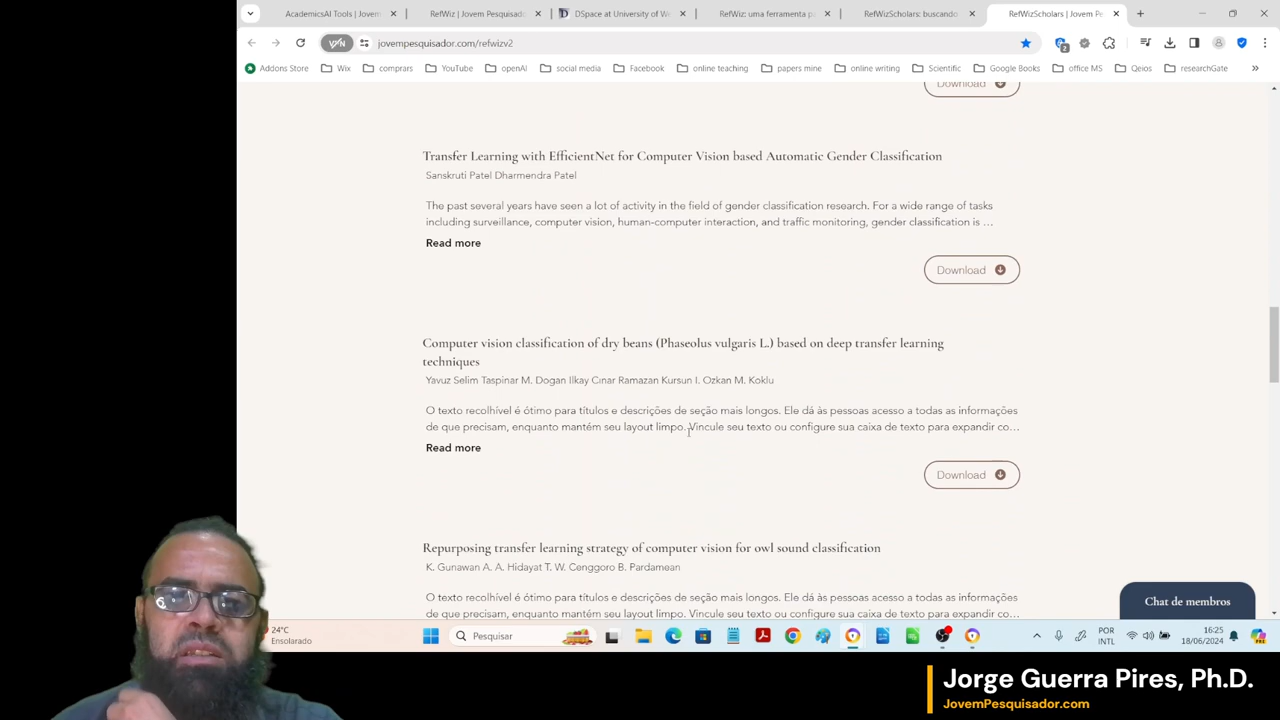 AcademicsAI Tools | Jovem
RefWiz | Jovem Pesquisado
DSpace at University of W
RefWiz: uma ferramenta p
RefWizScholars: buscando
RefWizScholars | Jovem Pe
VPN
jovempesquisador.com/refwizv2
2
Addons Store
Wix
comprars
YouTube
openAI
social media
Facebook
online teaching
papers mine
online writing
Scientific
Google Books
office MS
Qeios
researchGate
Download
Transfer Learning with EfficientNet for Computer Vision based Automatic Gender Classification
Sanskruti Patel Dharmendra Patel
The past several years have seen a lot of activity in the field of gender classification research. For a wide range of tasks
including surveillance, computer vision, human-computer interaction, and traffic monitoring, gender classification is …
Read more
Download
Computer vision classification of dry beans (Phaseolus vulgaris L.) based on deep transfer learning
techniques
Yavuz Selim Taspinar M. Dogan Ilkay Cınar Ramazan Kursun I. Ozkan M. Koklu
O texto recolhível é ótimo para títulos e descrições de seção mais longos. Ele dá às pessoas acesso a todas as informações
de que precisam, enquanto mantém seu layout limpo. Vincule seu texto ou configure sua caixa de texto para expandir co…
Read more
Download
Repurposing transfer learning strategy of computer vision for owl sound classification
K. Gunawan A. A. Hidayat T. W. Cenggoro B. Pardamean
O texto recolhível é ótimo para títulos e descrições de seção mais longos. Ele dá às pessoas acesso a todas as informações
de que precisam, enquanto mantém seu layout limpo. Vincule seu texto ou configure sua caixa de texto para expandir co…
Chat de membros
24°C
Ensolarado
Pesquisar
POR
INTL
16:25
18/06/2024
Jorge Guerra Pires, Ph.D.
JovemPesquisador.com